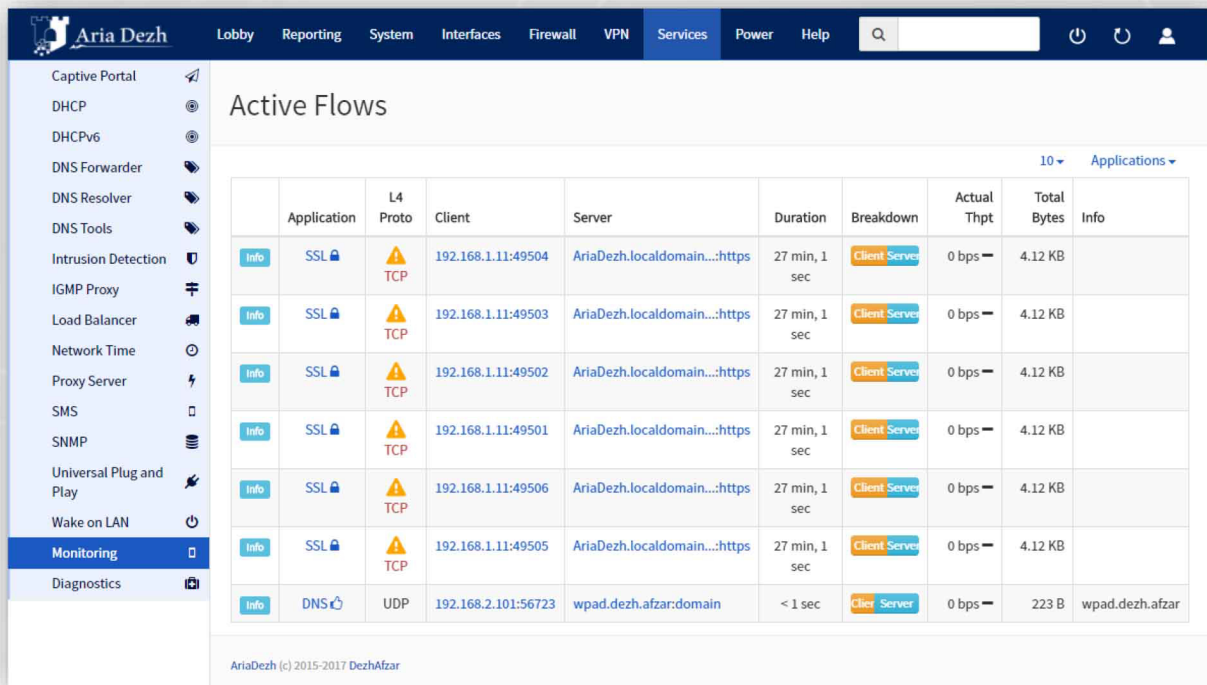 Aria Dezh
Lobby Reporting System Interfaces Firewall VPN Services Power Help
Captive Portal
DHCP
DHCPv6
DNS Forwarder
DNS Resolver
DNS Tools
Intrusion Detection
IGMP Proxy
Load Balancer
Network Time
Proxy Server
SMS
SNMP
Universal Plug and
Play
Wake on LAN
Monitoring
Diagnostics
Active Flows
10 Applications
Application L4 Proto Client Server Duration Breakdown Actual Thpt Total Bytes Info
Info SSL TCP 192.168.1.11:49504 AriaDezh.localdomain...:https 27 min, 1 sec Client Server 0 bps 4.12 KB
Info SSL TCP 192.168.1.11:49503 AriaDezh.localdomain...:https 27 min, 1 sec Client Server 0 bps 4.12 KB
Info SSL TCP 192.168.1.11:49502 AriaDezh.localdomain...:https 27 min, 1 sec Client Server 0 bps 4.12 KB
Info SSL TCP 192.168.1.11:49501 AriaDezh.localdomain...:https 27 min, 1 sec Client Server 0 bps 4.12 KB
Info SSL TCP 192.168.1.11:49506 AriaDezh.localdomain...:https 27 min, 1 sec Client Server 0 bps 4.12 KB
Info SSL TCP 192.168.1.11:49505 AriaDezh.localdomain...:https 27 min, 1 sec Client Server 0 bps 4.12 KB
Info DNS UDP 192.168.2.101:56723 wpad.dezh.afzar:domain < 1 sec Clier Server 0 bps 223 B wpad.dezh.afzar
AriaDezh (c) 2015-2017 DezhAfzar